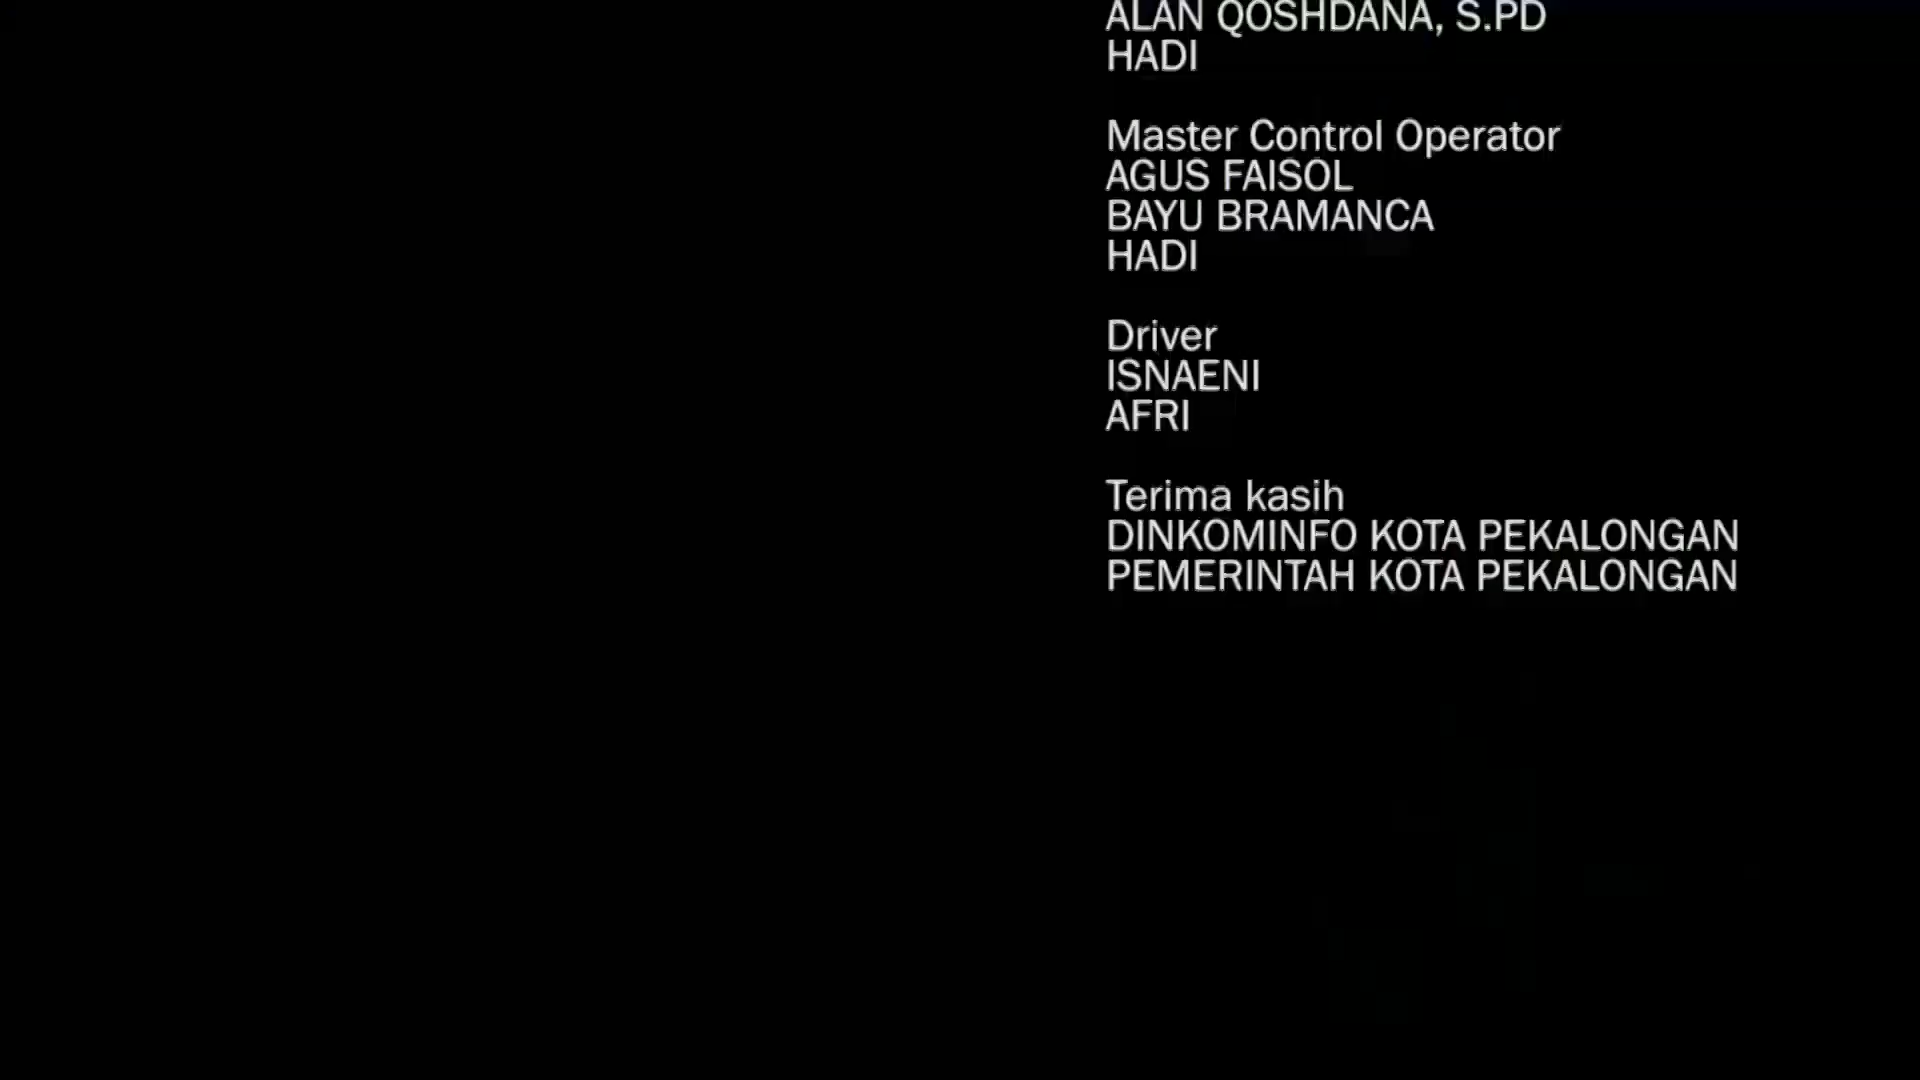 ALAN QOSHDANA, S.PD
HADI
Master Control Operator
AGUS FAISOL
BAYU BRAMANCA
HADI
Driver
ISNAENI
AFRI
Terima kasih
DINKOMINFO KOTA PEKALONGAN
PEMERINTAH KOTA PEKALONGAN